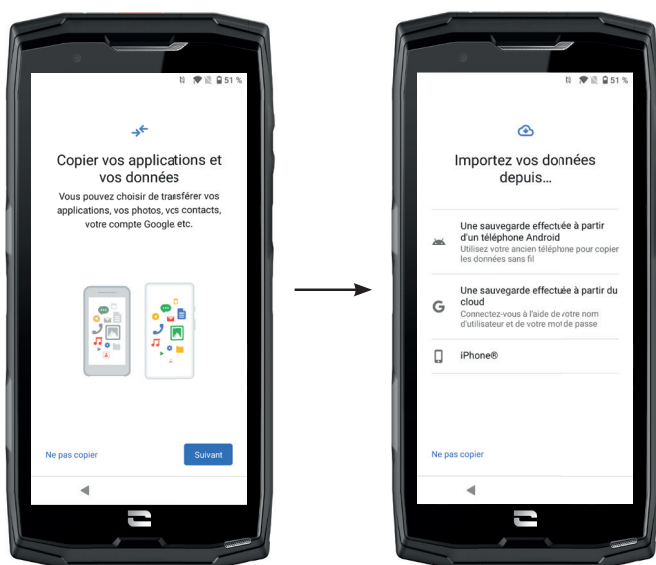 51 %
Copier vos applications et
vos données
Vous pouvez choisir de transférer vos
applications, vos photos, vos contacts,
votre compte Google etc.
Ne pas copier
Suivant
51 %
Importez vos données
depuis...
Une sauvegarde effectuée à partir
d'un téléphone Android
Utilisez votre ancien téléphone pour copier
les données sans fil
Une sauvegarde effectuée à partir du
cloud
Connectez-vous à l'aide de votre nom
d'utilisateur et de votre mot de passe
iPhone®
Ne pas copier